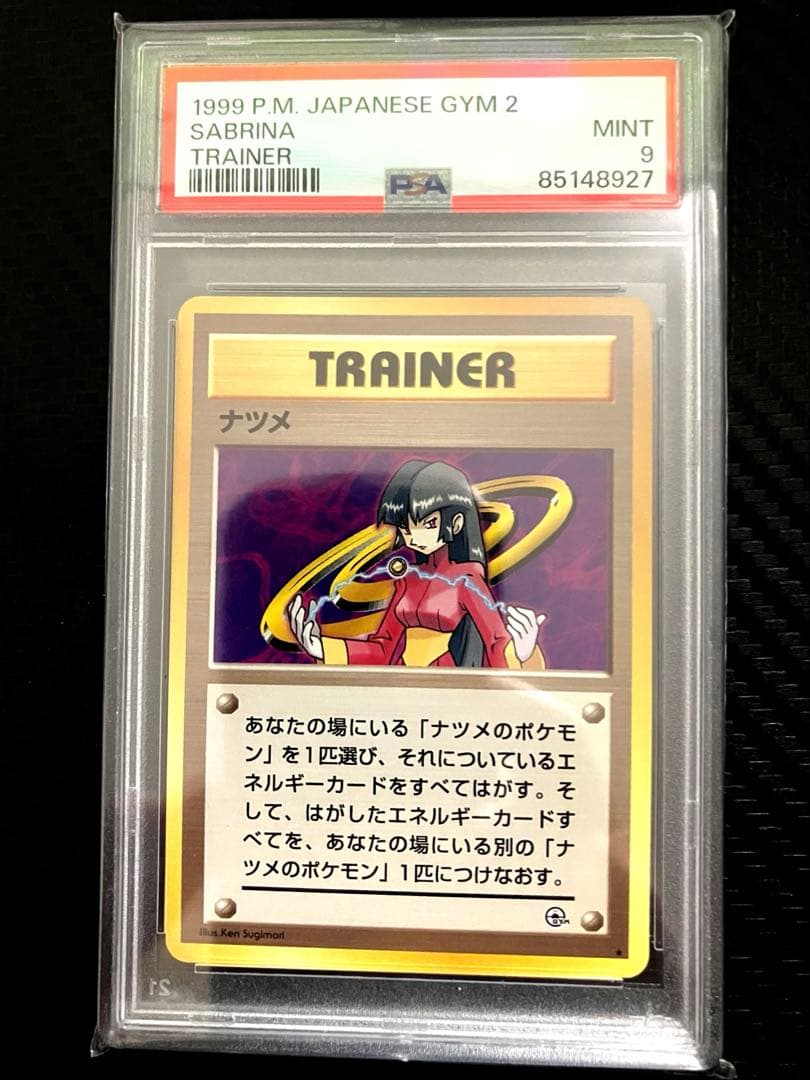 1999 P.M. JAPANESE GYM 2
SABRINA MINT
TRAINER 9
PSA 85148927
TRAINER
ナツメ
あなたの場にいる「ナツメのポケモ
ン」を1匹選び、それについているエ
ネルギーカードをすべてはがす。そ
して、はがしたエネルギーカードす
べてを、あなたの場にいる別の「ナ
ツメのポケモン」1匹につけなおす。
GYM
Illus.Ken Sugimori
21